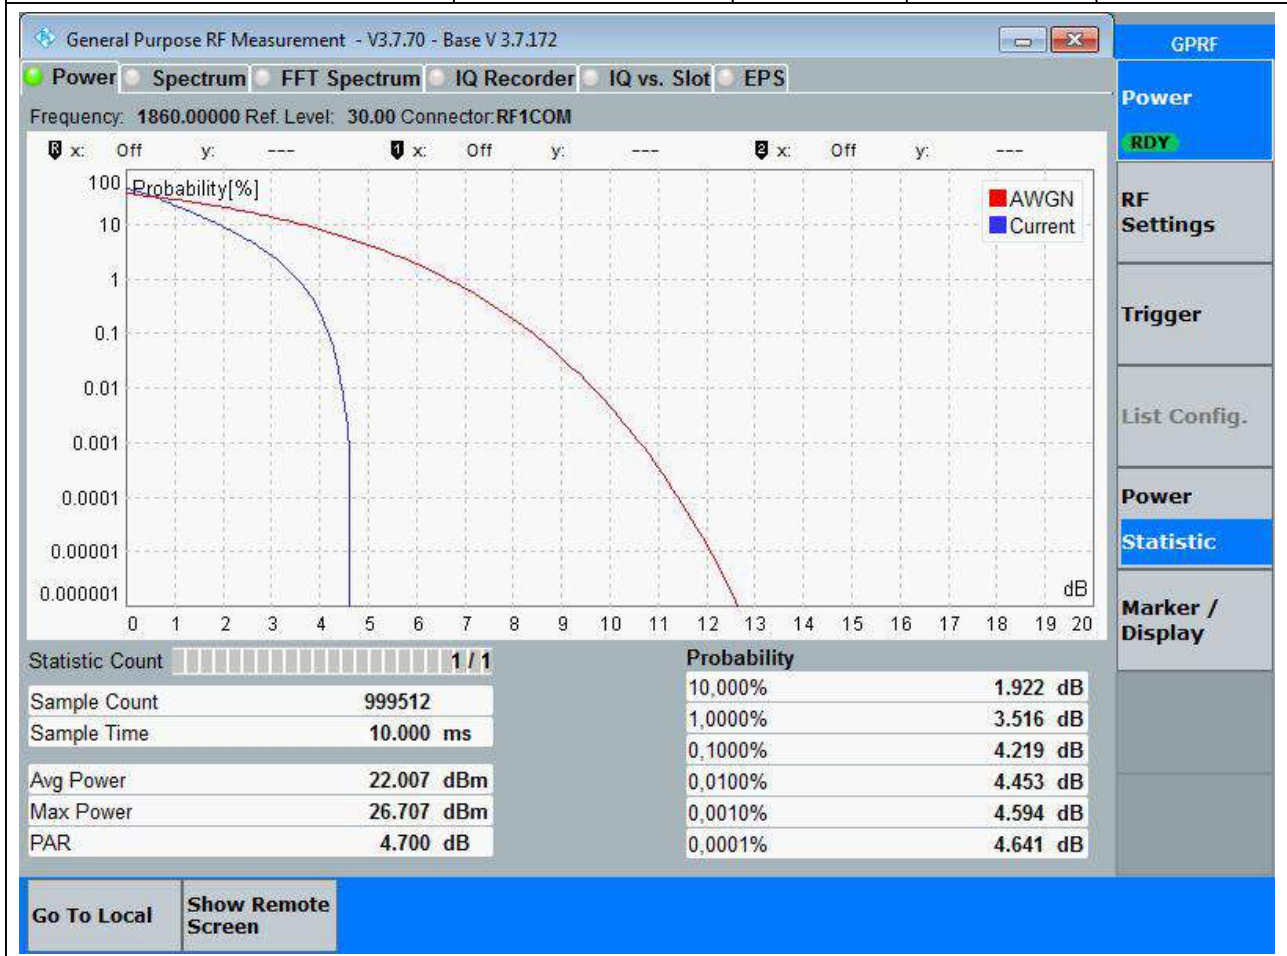 General Purpose RF Measurement - V3.7.70 - Base V 3.7.172
GPRF
Power Spectrum FFT Spectrum IQ Recorder IQ vs. Slot EPS
Frequency: 1860.00000 Ref. Level: 30.00 Connector: RF1COM
R x: Off y: --- 1 x: Off y: --- 2 x: Off y: ---
Probability[%]
100
10
1
0.1
0.01
0.001
0.0001
0.00001
0.000001
AWGN
Current
dB
0 1 2 3 4 5 6 7 8 9 10 11 12 13 14 15 16 17 18 19 20
Statistic Count 1 / 1
Sample Count 999512
Sample Time 10.000 ms
Avg Power 22.007 dBm
Max Power 26.707 dBm
PAR 4.700 dB
Probability
10,000% 1.922 dB
1,0000% 3.516 dB
0,1000% 4.219 dB
0,0100% 4.453 dB
0,0010% 4.594 dB
0,0001% 4.641 dB
Power
RDY
RF
Settings
Trigger
List Config.
Power
Statistic
Marker /
Display
Go To Local
Show Remote
Screen